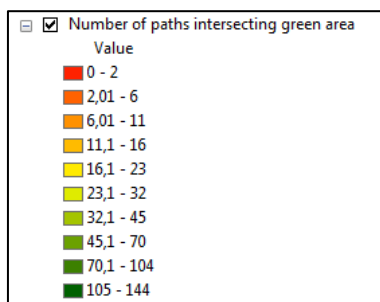 Number of paths intersecting green area
Value
0 - 2
2,01 - 6
6,01 - 11
11,1 - 16
16,1 - 23
23,1 - 32
32,1 - 45
45,1 - 70
70,1 - 104
105 - 144